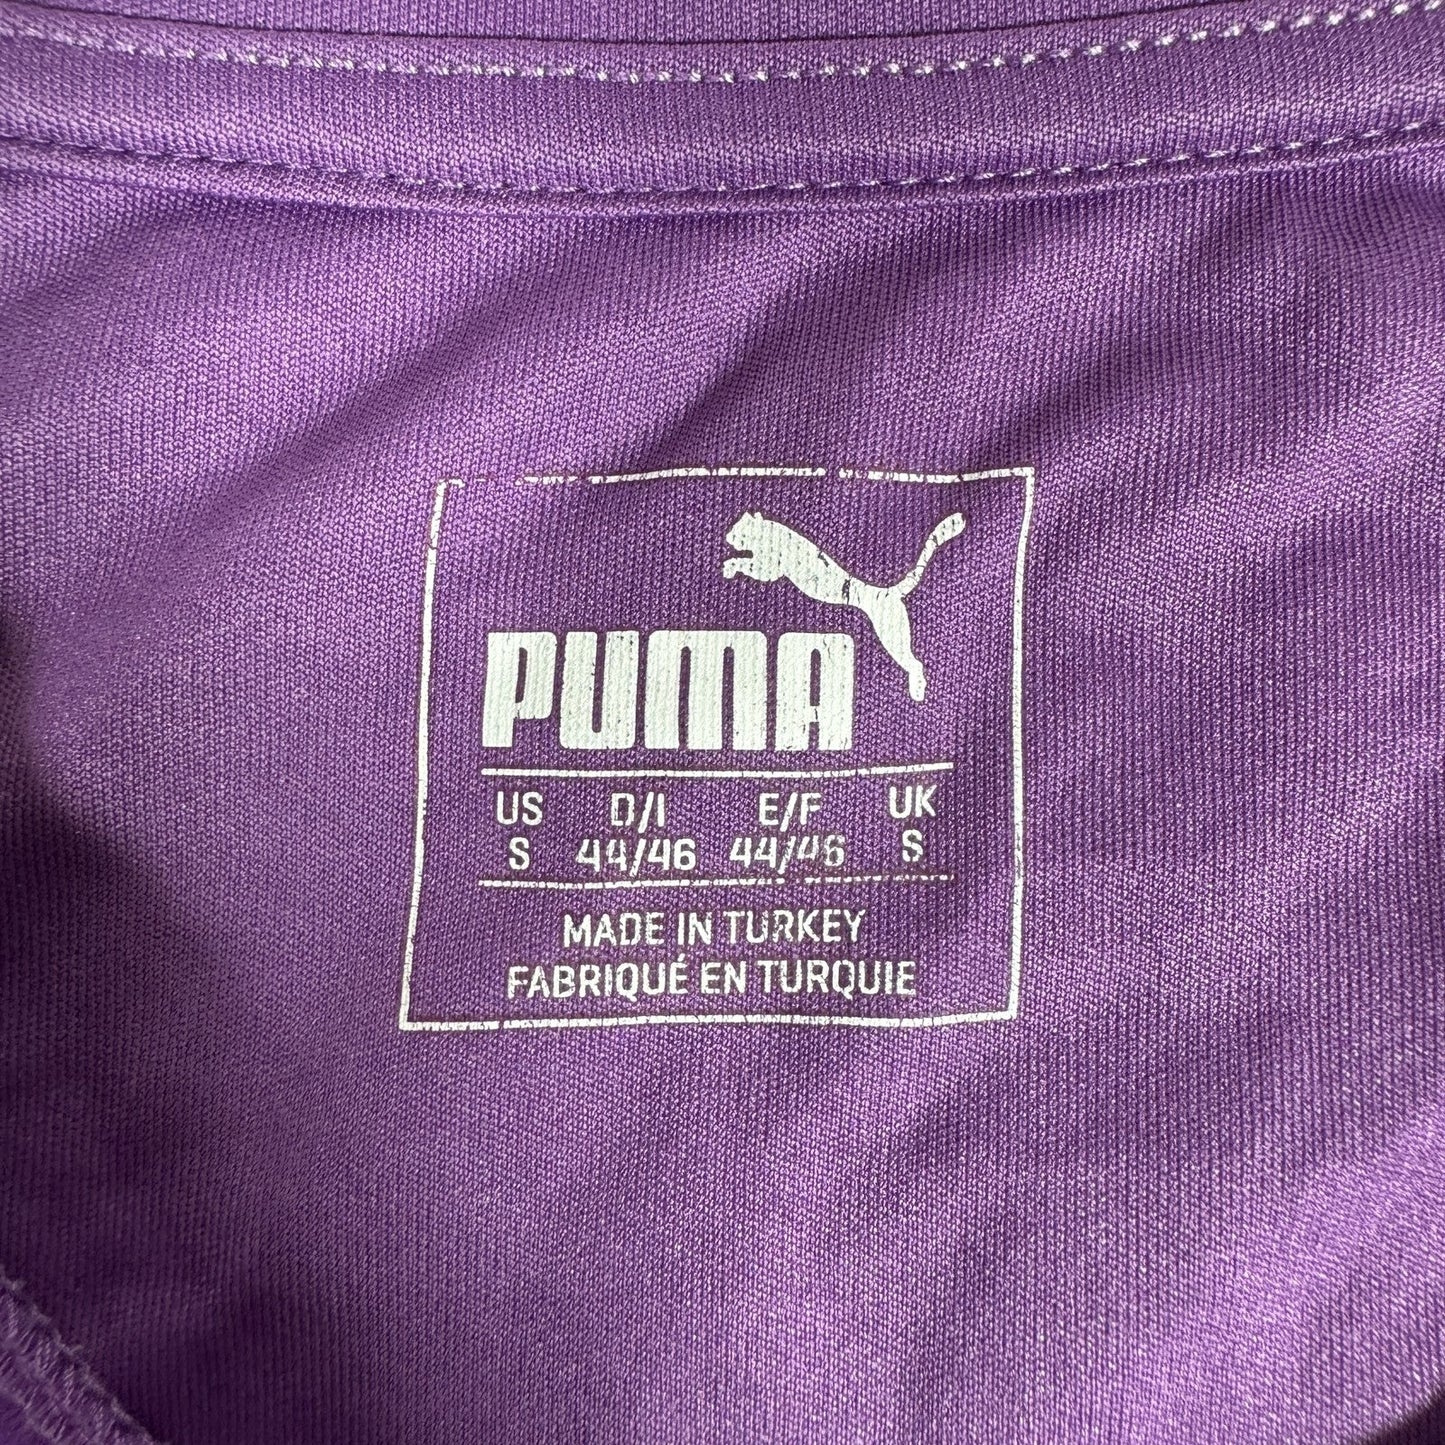 PUMA
US D/I E/F UK
S 44/46 44/46 S
MADE IN TURKEY
FABRIQUÉ EN TURQUIE